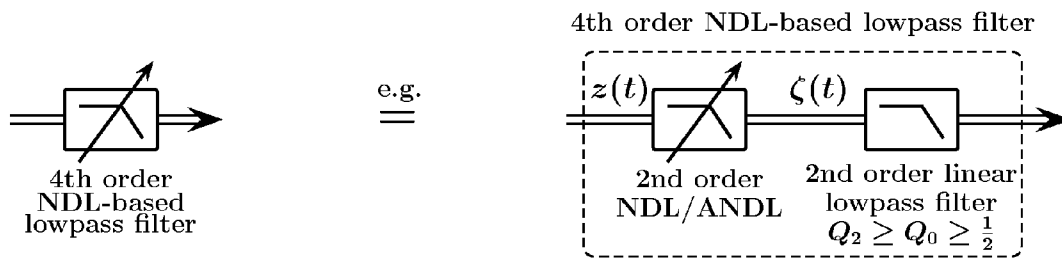 4th order NDL-based lowpass filter
e.g.
=
z(t)
ζ(t)
4th order
NDL-based
lowpass filter
2nd order
NDL/ANDL
2nd order linear
lowpass filter
Q₂ ≥ Q₀ ≥ ½